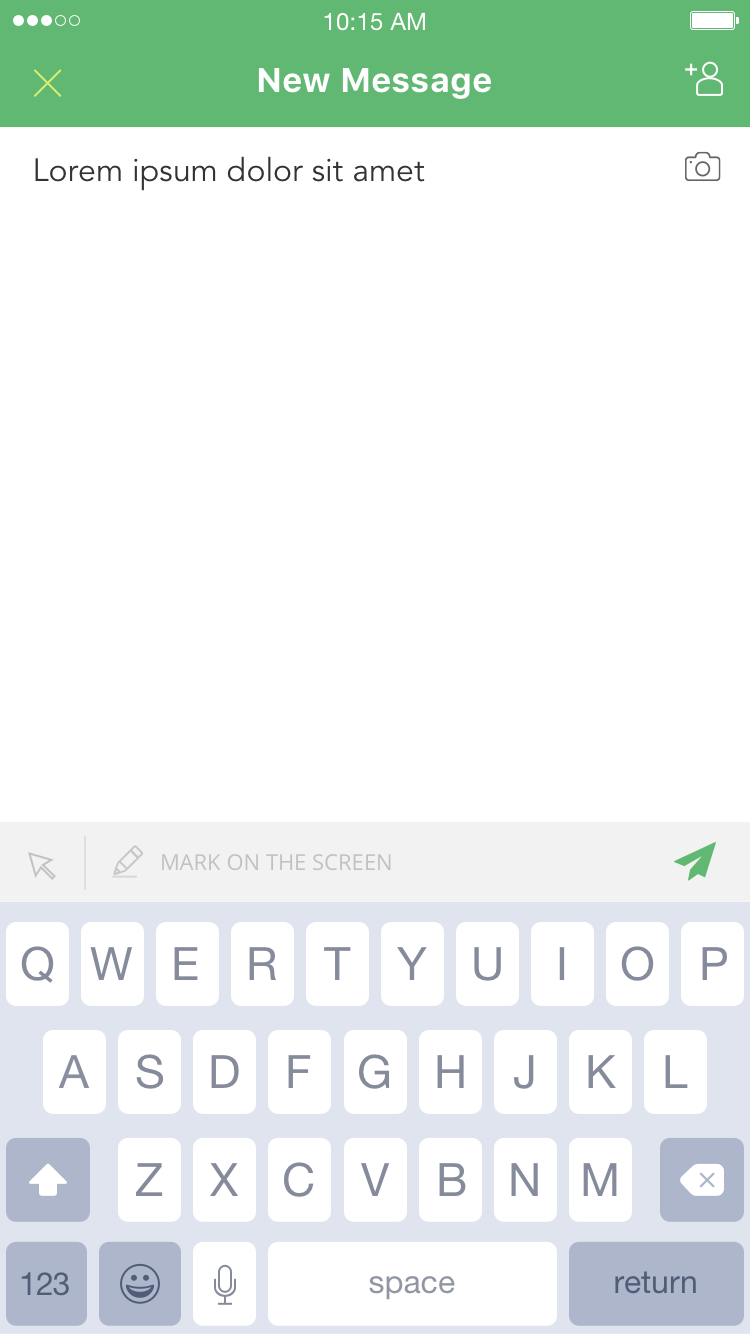 10:15 AM
New Message
Lorem ipsum dolor sit amet
MARK ON THE SCREEN
Q W E R T Y U I O P
A S D F G H J K L
Z X C V B N M
123 space return